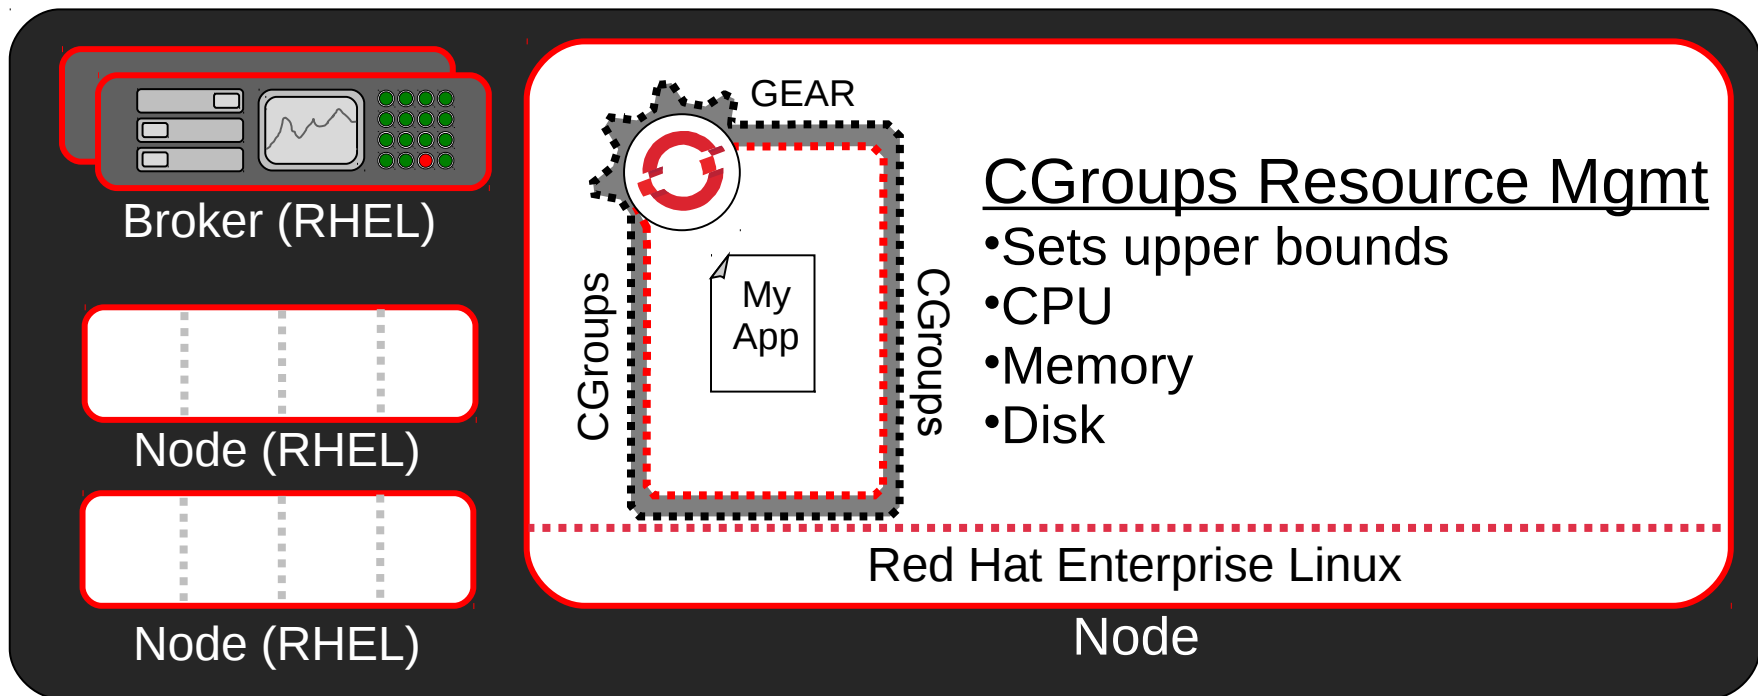 Broker (RHEL)
Node (RHEL)
Node (RHEL)
GEAR
CGroups
My
App
CGroups
CGroups Resource Mgmt
•Sets upper bounds
•CPU
•Memory
•Disk
Red Hat Enterprise Linux
Node